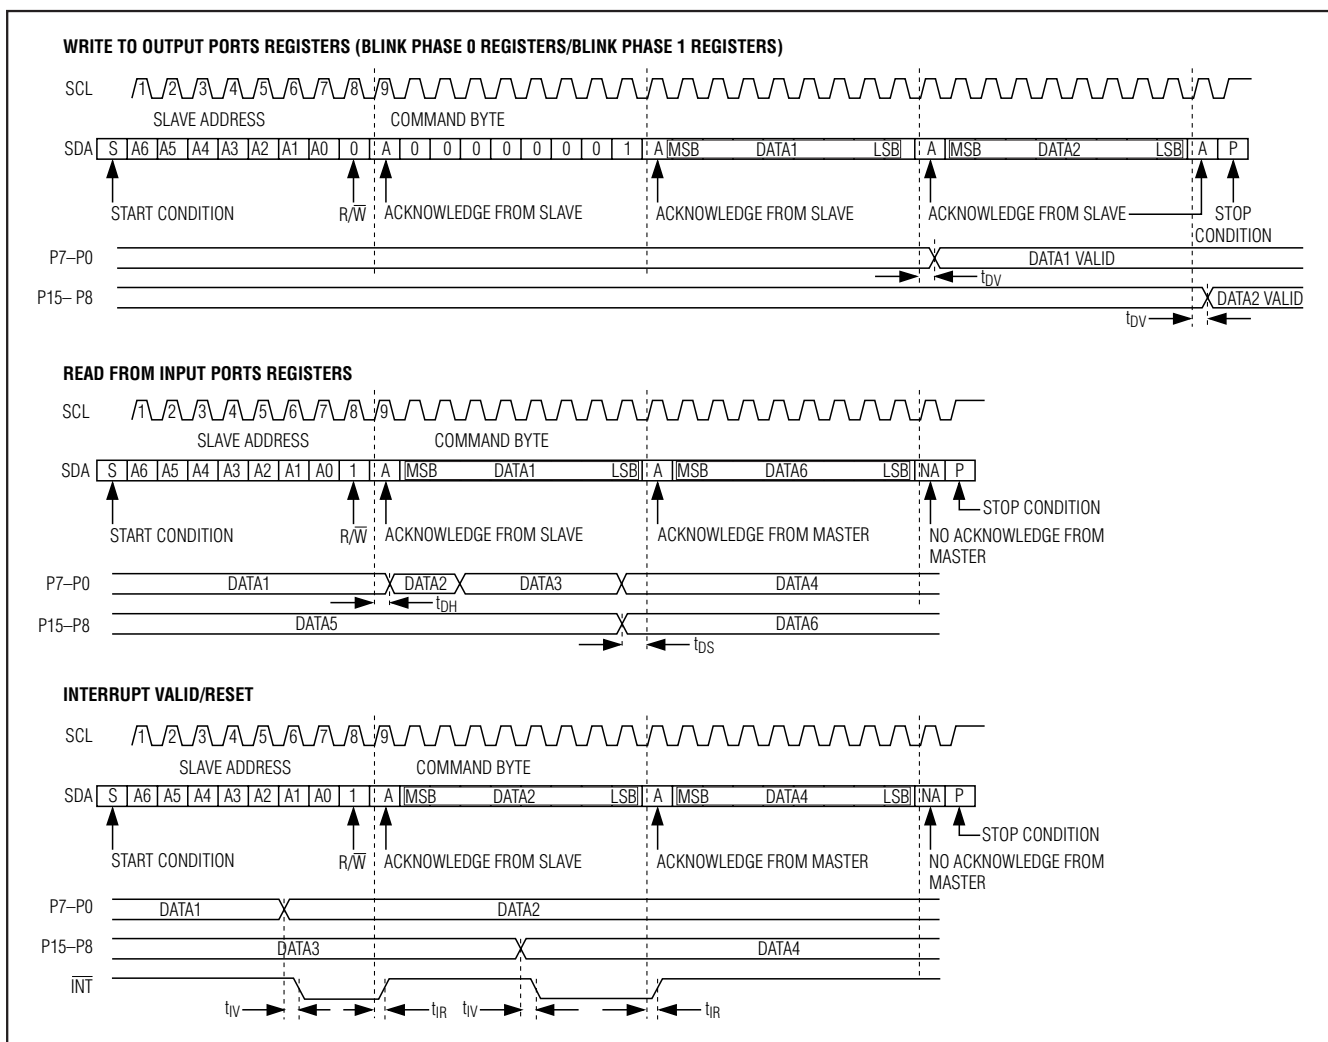 WRITE TO OUTPUT PORTS REGISTERS (BLINK PHASE 0 REGISTERS/BLINK PHASE 1 REGISTERS)
SCL 1 2 3 4 5 6 7 8 9
SLAVE ADDRESS COMMAND BYTE
SDA S A6 A5 A4 A3 A2 A1 A0 0 A 0 0 0 0 0 0 0 1 A MSB DATA1 LSB A MSB DATA2 LSB A P
START CONDITION R/W̅ ACKNOWLEDGE FROM SLAVE ACKNOWLEDGE FROM SLAVE ACKNOWLEDGE FROM SLAVE STOP
CONDITION
P7–P0 DATA1 VALID
tDV
P15– P8 DATA2 VALID
tDV
READ FROM INPUT PORTS REGISTERS
SCL 1 2 3 4 5 6 7 8 9
SLAVE ADDRESS COMMAND BYTE
SDA S A6 A5 A4 A3 A2 A1 A0 1 A MSB DATA1 LSB A MSB DATA6 LSB NA P
STOP CONDITION
START CONDITION R/W̅ ACKNOWLEDGE FROM SLAVE ACKNOWLEDGE FROM MASTER NO ACKNOWLEDGE FROM
MASTER
P7–P0 DATA1 DATA2 DATA3 DATA4
tDH
P15–P8 DATA5 DATA6
tDS
INTERRUPT VALID/RESET
SCL 1 2 3 4 5 6 7 8 9
SLAVE ADDRESS COMMAND BYTE
SDA S A6 A5 A4 A3 A2 A1 A0 1 A MSB DATA2 LSB A MSB DATA4 LSB NA P
STOP CONDITION
START CONDITION R/W̅ ACKNOWLEDGE FROM SLAVE ACKNOWLEDGE FROM MASTER NO ACKNOWLEDGE FROM
MASTER
P7–P0 DATA1 DATA2
P15–P8 DATA3 DATA4
I̅N̅T̅
tIV tIR tIV tIR